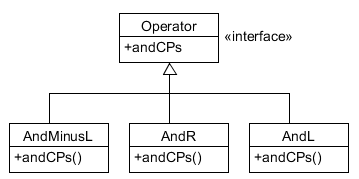 Operator
«interface»
+andCPs
AndMinusL
+andCPs()
AndR
+andCPs()
AndL
+andCPs()